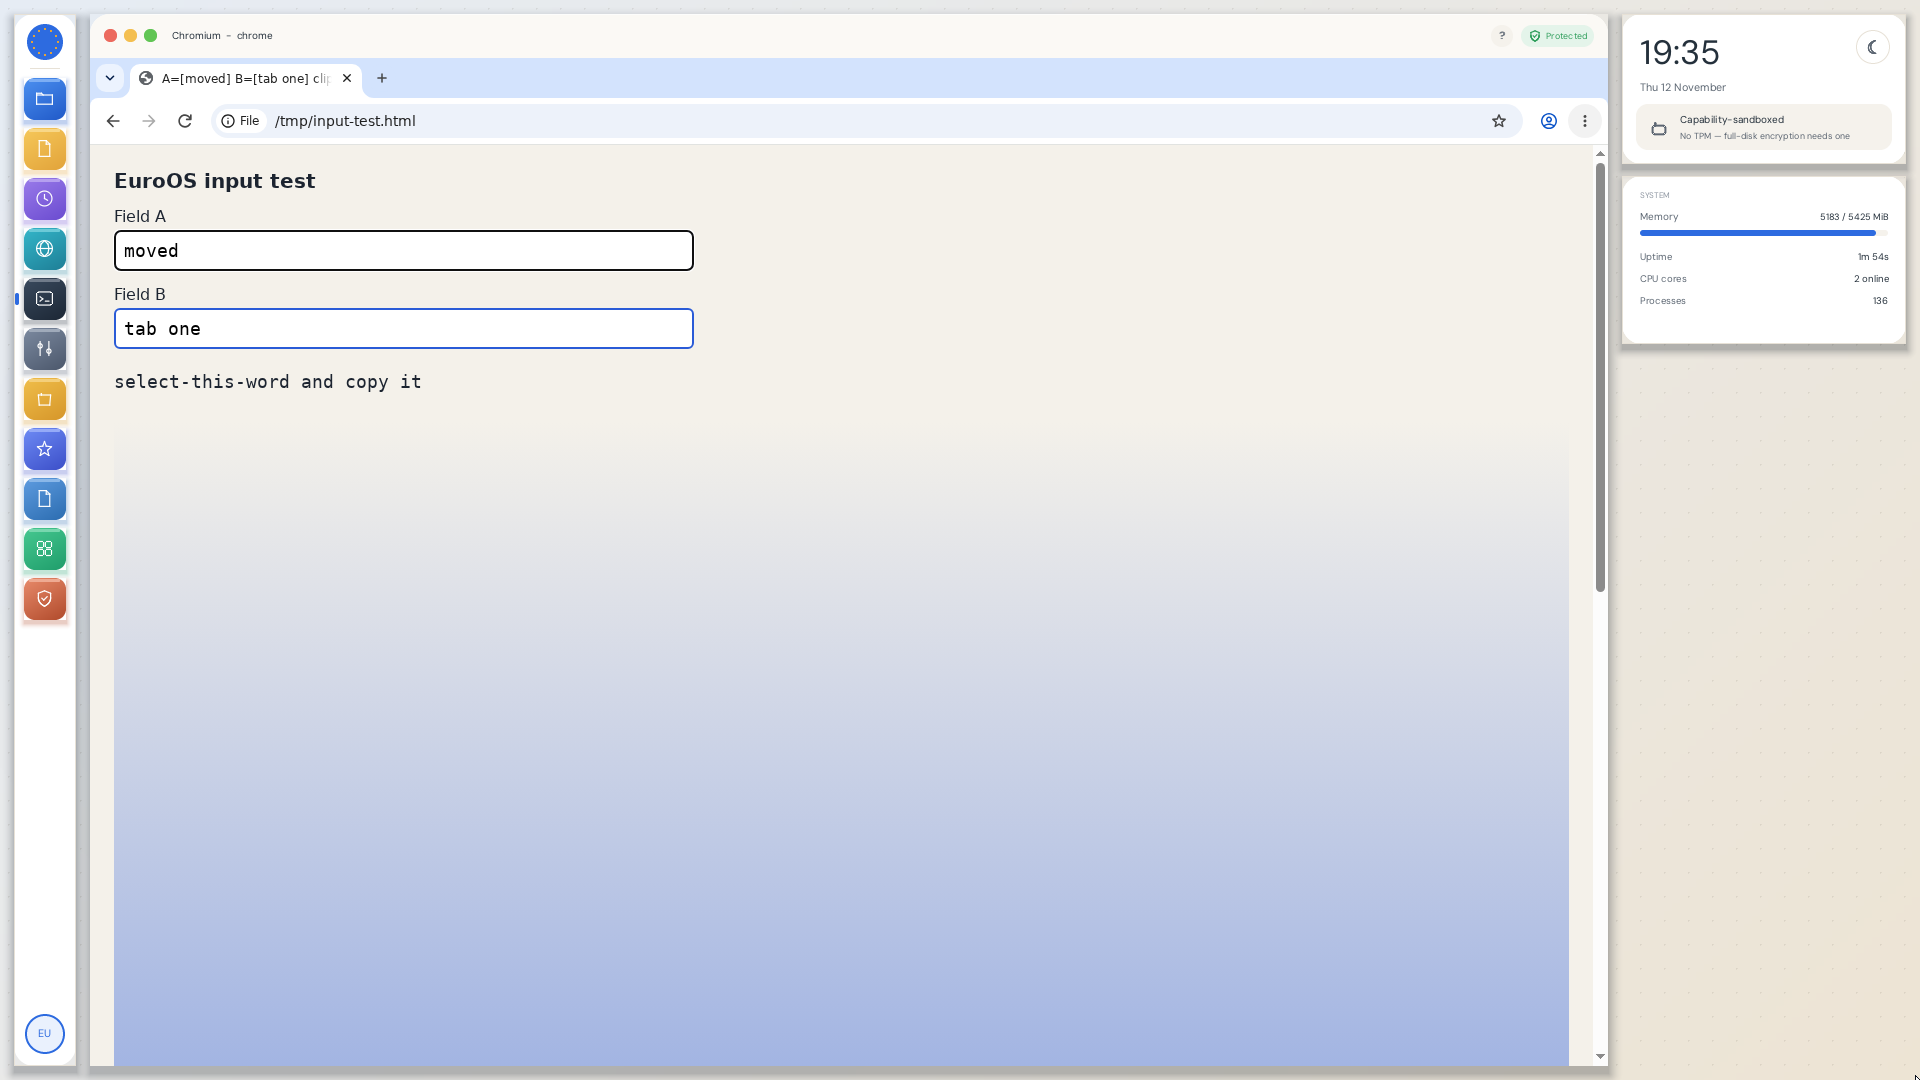 Chromium - chrome
?
Protected
A=[moved] B=[tab one]
File
/tmp/input-test.html
EuroOS input test
Field A
moved
Field B
tab one
select-this-word and copy it
EU
19:35
Thu 12 November
Capability-sandboxed
No TPM — full-disk encryption needs one
SYSTEM
Memory 5183 / 5425 MiB
Uptime 1m 54s
CPU cores 2 online
Processes 136